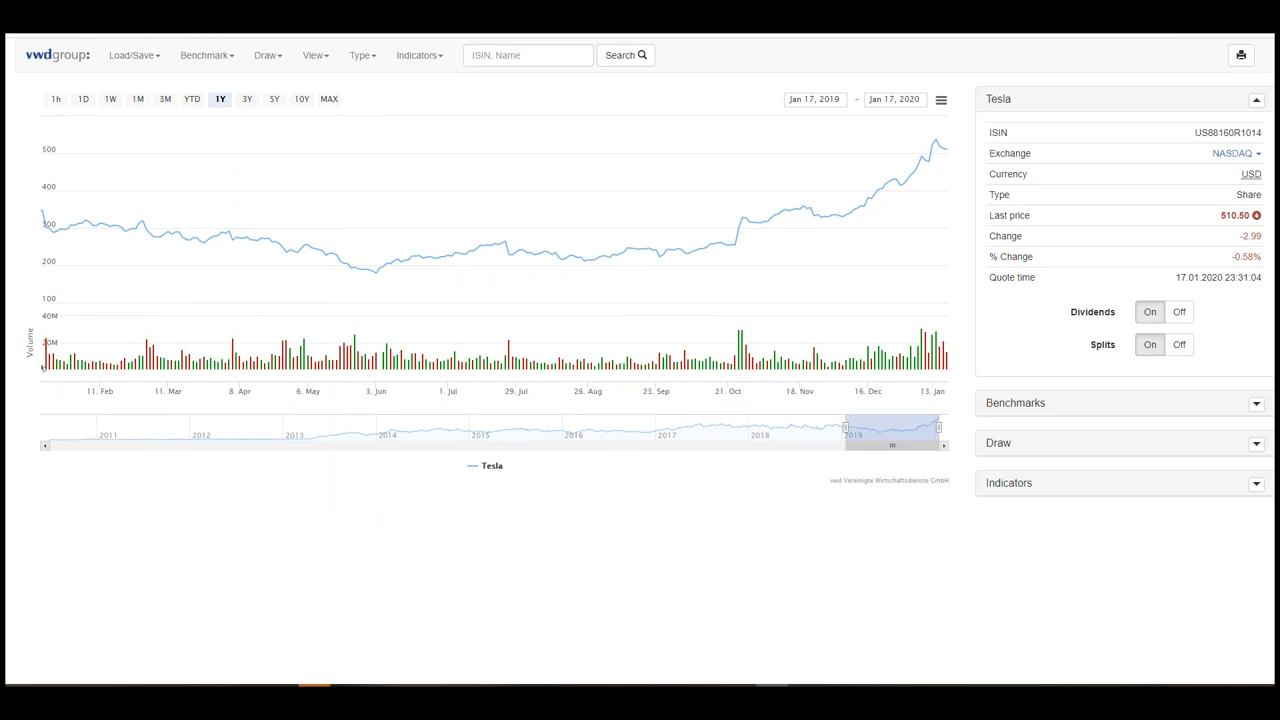 vwdgroup: Load/Save Benchmark Draw View Type Indicators ISIN, Name Search
1h 1D 1W 1M 3M YTD 1Y 3Y 5Y 10Y MAX Jan 17, 2019 - Jan 17, 2020
500
400
300
200
100
40M
20M
0
Volume
11. Feb 11. Mar 8. Apr 6. May 3. Jun 1. Jul 29. Jul 26. Aug 23. Sep 21. Oct 18. Nov 16. Dec 13. Jan
2011 2012 2013 2014 2015 2016 2017 2018 2019
Tesla
vwd Vereinigte Wirtschaftsdienste GmbH
Tesla
ISIN US88160R1014
Exchange NASDAQ
Currency USD
Type Share
Last price 510.50
Change -2.99
% Change -0.58%
Quote time 17.01.2020 23:31:04
Dividends On Off
Splits On Off
Benchmarks
Draw
Indicators